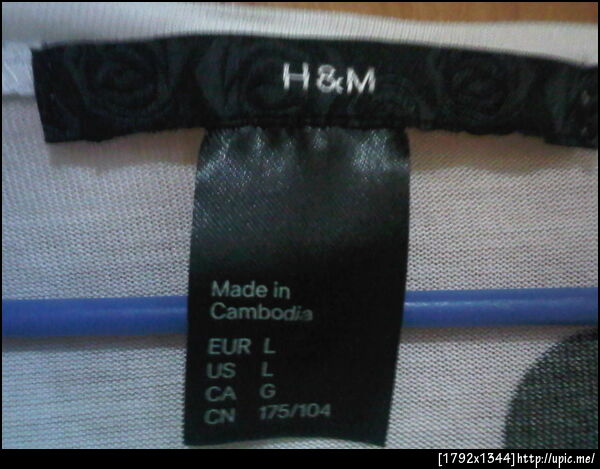 H&M
Made in
Cambodia
EUR L
US L
CA G
CN 175/104
[1792x1344]http://upic.me/